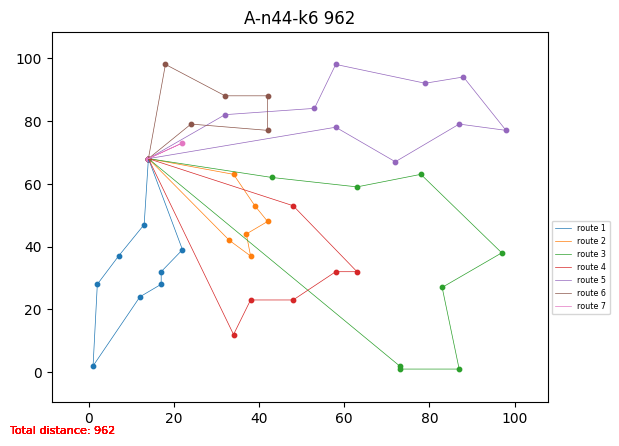 A-n44-k6 962
100
80
60
40
20
0
0 20 40 60 80 100
route 1
route 2
route 3
route 4
route 5
route 6
route 7
Total distance: 962